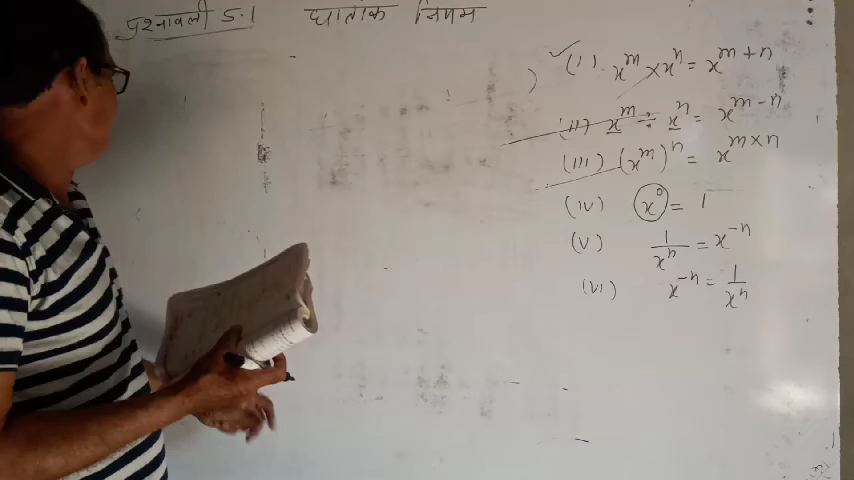 प्रश्नावली 5.1
घातांक नियम
(i). x^m × x^n = x^{m+n}
(ii) x^m ÷ x^n = x^{m-n}
(iii) (x^m)^n = x^{m×n}
(iv) x^0 = 1
(v) 1/x^n = x^{-n}
(vi) x^{-n} = 1/x^n